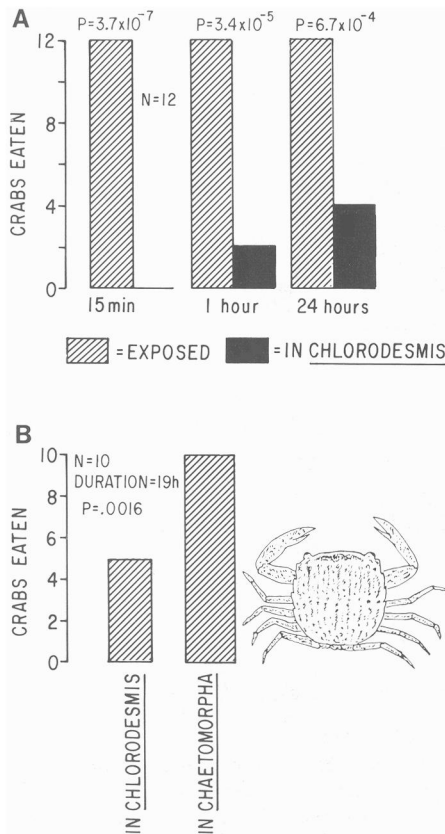 A
P=3.7x10-7 P=3.4x10-5 P=6.7x10-4
12
N=12
8
4
0
CRABS EATEN
15min 1 hour 24 hours
=EXPOSED =IN CHLORODESMIS
B
10
N=10
DURATION=19h
8
P=.0016
6
4
2
0
CRABS EATEN
IN CHLORODESMIS
IN CHAETOMORPHA